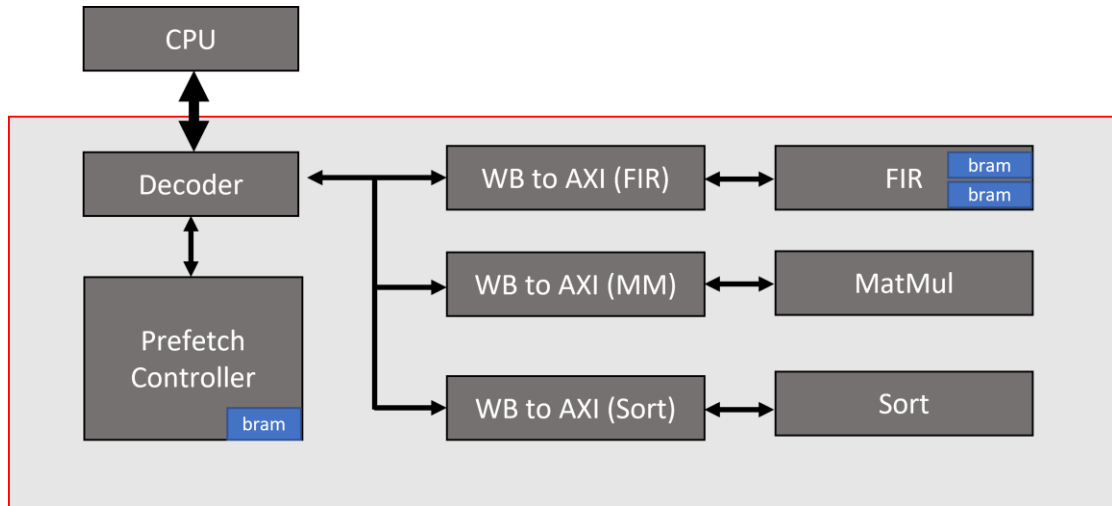 CPU
Decoder
WB to AXI (FIR)
FIR
bram
bram
WB to AXI (MM)
MatMul
Prefetch
Controller
bram
WB to AXI (Sort)
Sort